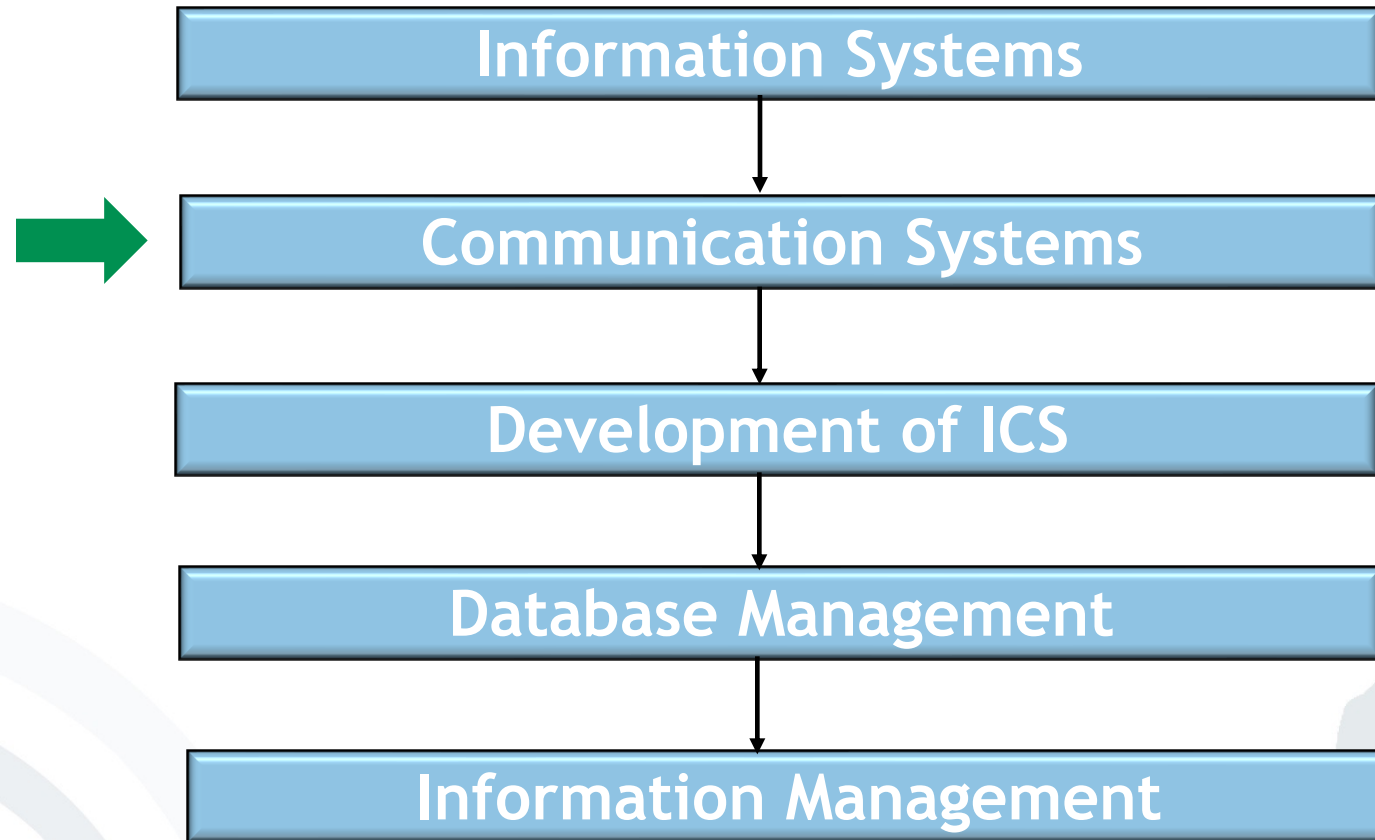 Information Systems
Communication Systems
Development of ICS
Database Management
Information Management